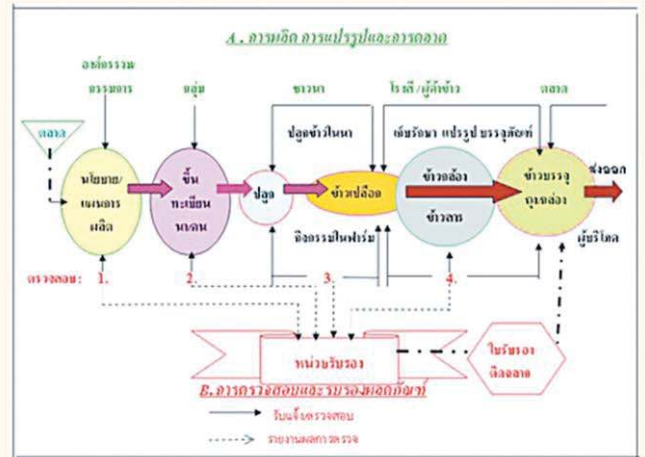 A. การผลิต การแปรรูปและการตลาด
องค์กรรวม
กรรมการ
กลุ่ม
ชาวนา
โรงสี/ผู้ค้าข้าว
ตลาด
ตลาด
ปลูกข้าวในนา
เก็บรักษา แปรรูป บรรจุภัณฑ์
นโยบาย/
แผนการ
ผลิต
ขึ้น
ทะเบียน
นา/คน
ปลูก
ข้าวเปลือก
ข้าวกล้อง
ข้าวสาร
ข้าวบรรจุ
ถุง/กล่อง
ส่งออก
ผู้บริโภค
กิจกรรมในฟาร์ม
ตรวจสอบ: 1. 2. 3. 4.
หน่วยรับรอง
ใบรับรอง
ติดฉลาก
B. การตรวจสอบและรับรองผลิตภัณฑ์
รับแจ้ง/ตรวจสอบ
รายงานผลการตรวจ